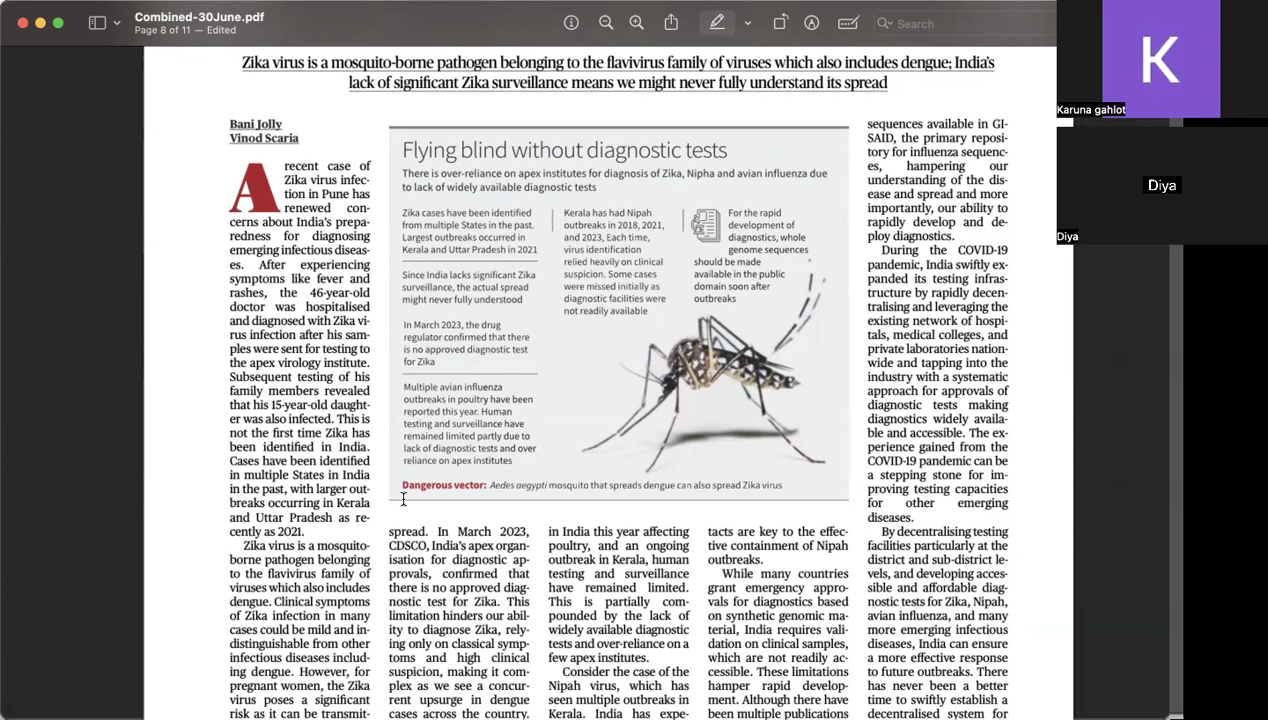 Combined-30June.pdf
Page 8 of 11 — Edited
Search
K
Karuna gahlot
Diya
Diya
Zika virus is a mosquito-borne pathogen belonging to the flavivirus family of viruses which also includes dengue; India's
lack of significant Zika surveillance means we might never fully understand its spread
Bani Jolly
Vinod Scaria
A recent case of
Zika virus infec-
tion in Pune has
renewed con-
cerns about India's prepa-
redness for diagnosing
emerging infectious diseas-
es. After experiencing
symptoms like fever and
rashes, the 46-year-old
doctor was hospitalised
and diagnosed with Zika vi-
rus infection after his sam-
ples were sent for testing to
the apex virology institute.
Subsequent testing of his
family members revealed
that his 15-year-old daught-
er was also infected. This is
not the first time Zika has
been identified in India.
Cases have been identified
in multiple States in India
in the past, with larger out-
breaks occurring in Kerala
and Uttar Pradesh as re-
cently as 2021.
Zika virus is a mosquito-
borne pathogen belonging
to the flavivirus family of
viruses which also includes
dengue. Clinical symptoms
of Zika infection in many
cases could be mild and in-
distinguishable from other
infectious diseases includ-
ing dengue. However, for
pregnant women, the Zika
virus poses a significant
risk as it can be transmit-
Flying blind without diagnostic tests
There is over-reliance on apex institutes for diagnosis of Zika, Nipha and avian influenza due
to lack of widely available diagnostic tests
Zika cases have been identified
from multiple States in the past.
Largest outbreaks occurred in
Kerala and Uttar Pradesh in 2021
Since India lacks significant Zika
surveillance, the actual spread
might never fully understood
In March 2023, the drug
regulator confirmed that there
is no approved diagnostic test
for Zika
Multiple avian influenza
outbreaks in poultry have been
reported this year. Human
testing and surveillance have
remained limited partly due to
lack of diagnostic tests and over
reliance on apex institutes
Kerala has had Nipah
outbreaks in 2018, 2021,
and 2023, Each time,
virus identification
relied heavily on clinical
suspicion. Some cases
were missed initially as
diagnostic facilities were
not readily available
For the rapid
development of
diagnostics, whole
genome sequences
should be made
available in the public
domain soon after
outbreaks
Dangerous vector: Aedes aegypti mosquito that spreads dengue can also spread Zika virus
spread. In March 2023,
CDSCO, India's apex organ-
isation for diagnostic ap-
provals, confirmed that
there is no approved diag-
nostic test for Zika. This
limitation hinders our abil-
ity to diagnose Zika, rely-
ing only on classical symp-
toms and high clinical
suspicion, making it com-
plex as we see a concur-
rent upsurge in dengue
cases across the country.
in India this year affecting
poultry, and an ongoing
outbreak in Kerala, human
testing and surveillance
have remained limited.
This is partially com-
pounded by the lack of
widely available diagnostic
tests and over-reliance on a
few apex institutes.
Consider the case of the
Nipah virus, which has
seen multiple outbreaks in
Kerala. India has expe-
tacts are key to the effec-
tive containment of Nipah
outbreaks.
While many countries
grant emergency appro-
vals for diagnostics based
on synthetic genomic ma-
terial, India requires vali-
dation on clinical samples,
which are not readily ac-
cessible. These limitations
hamper rapid develop-
ment. Although there have
been multiple publications
sequences available in GI-
SAID, the primary reposi-
tory for influenza sequenc-
es, hampering our
understanding of the dis-
ease and spread and more
importantly, our ability to
rapidly develop and de-
ploy diagnostics.
During the COVID-19
pandemic, India swiftly ex-
panded its testing infras-
tructure by rapidly decen-
tralising and leveraging the
existing network of hospi-
tals, medical colleges, and
private laboratories nation-
wide and tapping into the
industry with a systematic
approach for approvals of
diagnostic tests making
diagnostics widely availa-
ble and accessible. The ex-
perience gained from the
COVID-19 pandemic can be
a stepping stone for im-
proving testing capacities
for other emerging
diseases.
By decentralising testing
facilities particularly at the
district and sub-district le-
vels, and developing acces-
sible and affordable diag-
nostic tests for Zika, Nipah,
avian influenza, and many
more emerging infectious
diseases, India can ensure
a more effective response
to future outbreaks. There
has never been a better
time to swiftly establish a
decentralised system for